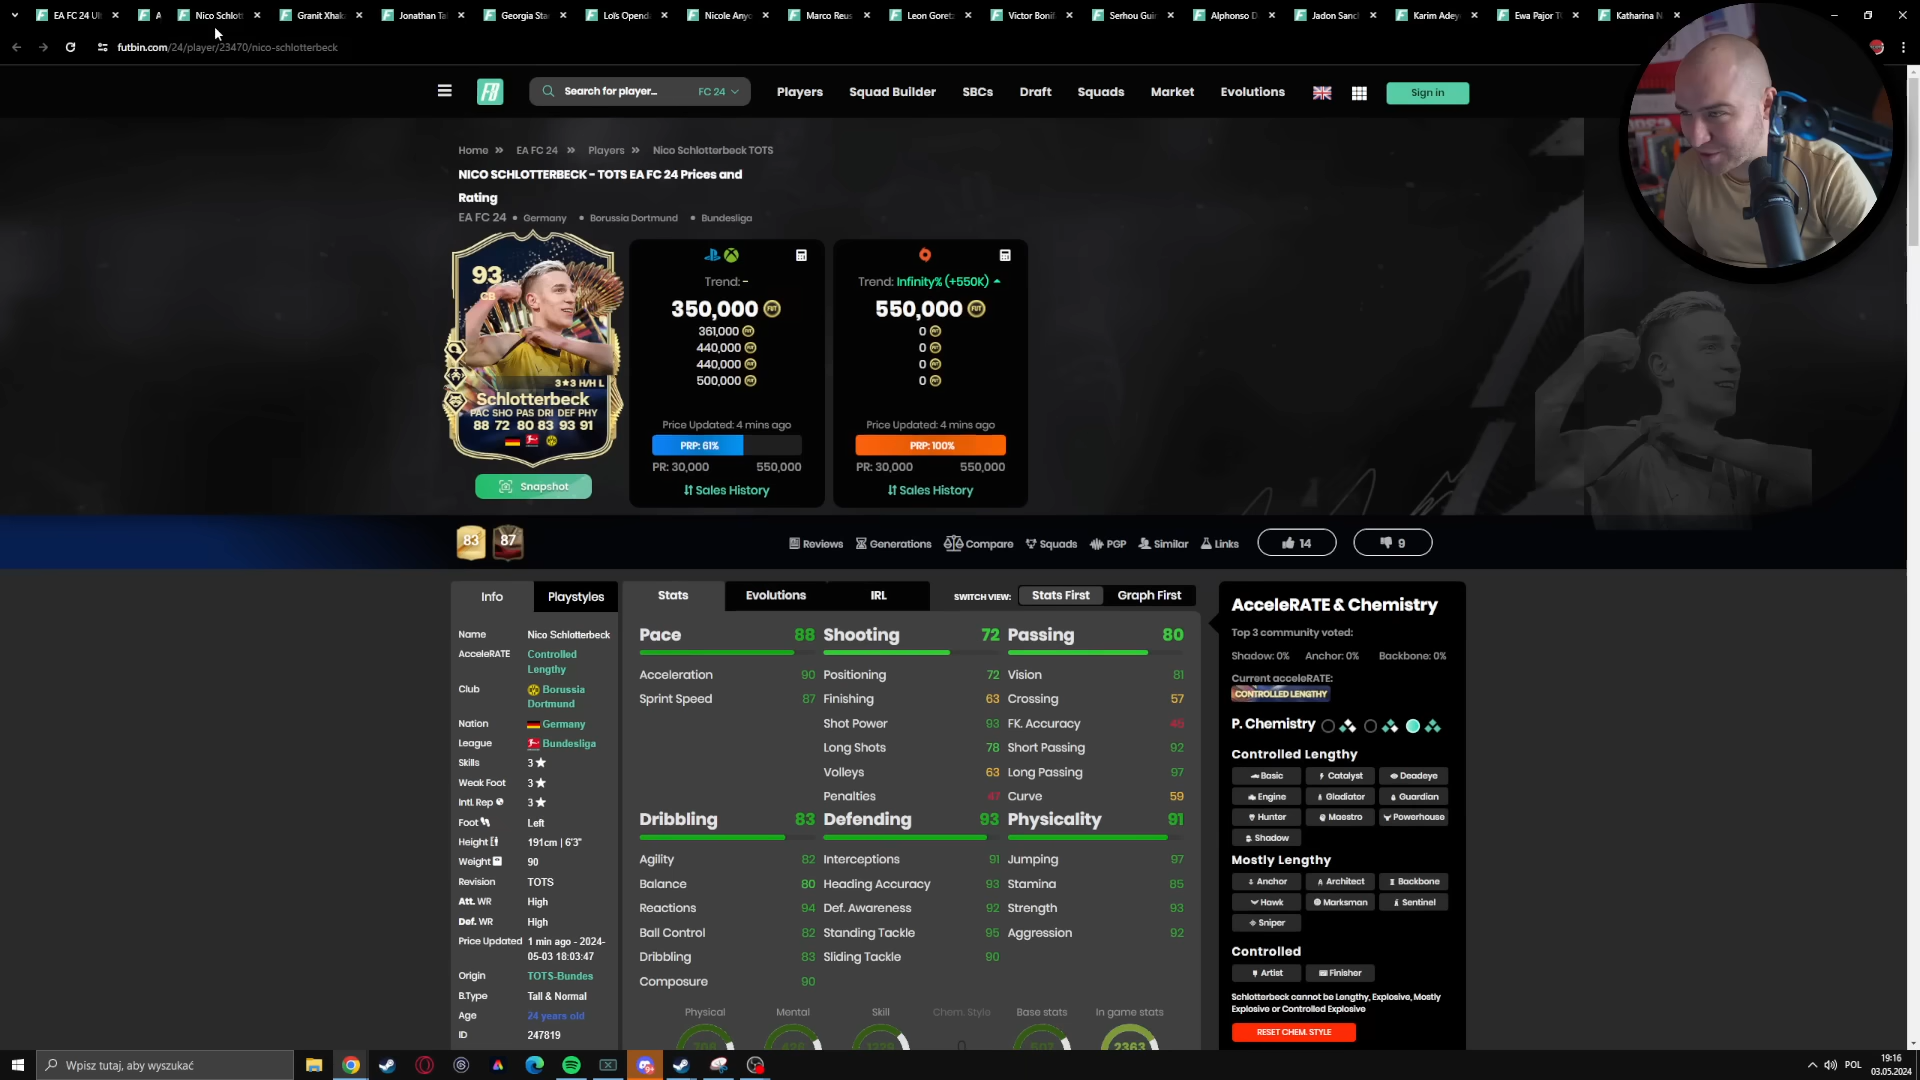 EA FC 24 Ul
A
Nico Schlott
Granit Xhak
Jonathan Ta
Georgia Sta
Loïs Openda
Nicole Anyo
Marco Reus
Leon Goretz
Victor Bonif
Serhou Guir
Alphonso D
Jadon Sanc
Karim Adey
Ewa Pajor T
Katharina N
futbin.com/24/player/23470/nico-schlotterbeck
Search for player...
FC 24
Players
Squad Builder
SBCs
Draft
Squads
Market
Evolutions
Sign in
Home » EA FC 24 » Players » Nico Schlotterbeck TOTS
NICO SCHLOTTERBECK - TOTS EA FC 24 Prices and
Rating
EA FC 24 • Germany • Borussia Dortmund • Bundesliga
93
CB
3★3 H/H L
Schlotterbeck
PAC SHO PAS DRI DEF PHY
88 72 80 83 93 91
Snapshot
Trend: -
350,000
361,000
440,000
440,000
500,000
Price Updated: 4 mins ago
PRP: 61%
PR: 30,000 550,000
Sales History
Trend: Infinity% (+550K)
550,000
0
0
0
0
Price Updated: 4 mins ago
PRP: 100%
PR: 30,000 550,000
Sales History
83
87
Reviews
Generations
Compare
Squads
PGP
Similar
Links
14
9
Info
Playstyles
Name Nico Schlotterbeck
AcceleRATE Controlled
Lengthy
Club Borussia
Dortmund
Nation Germany
League Bundesliga
Skills 3 ★
Weak Foot 3 ★
Intl. Rep 3 ★
Foot Left
Height 191cm | 6'3"
Weight 90
Revision TOTS
Att. WR High
Def. WR High
Price Updated 1 min ago - 2024-
05-03 18:03:47
Origin TOTS-Bundes
B.Type Tall & Normal
Age 24 years old
ID 247819
Stats
Evolutions
IRL
SWITCH VIEW:
Stats First
Graph First
Pace 88
Acceleration 90
Sprint Speed 87
Shooting 72
Positioning 72
Finishing 63
Shot Power 93
Long Shots 78
Volleys 63
Penalties 47
Passing 80
Vision 81
Crossing 57
FK. Accuracy 46
Short Passing 92
Long Passing 97
Curve 59
Dribbling 83
Agility 82
Balance 80
Reactions 94
Ball Control 82
Dribbling 83
Composure 90
Defending 93
Interceptions 91
Heading Accuracy 93
Def. Awareness 92
Standing Tackle 95
Sliding Tackle 90
Physicality 91
Jumping 97
Stamina 85
Strength 93
Aggression 92
Physical
Mental
Skill
Chem. Style
Base stats
In game stats
2363
AcceleRATE & Chemistry
Top 3 community voted:
Shadow: 0% Anchor: 0% Backbone: 0%
Current acceleRATE:
CONTROLLED LENGTHY
P. Chemistry
Controlled Lengthy
Basic
Catalyst
Deadeye
Engine
Gladiator
Guardian
Hunter
Maestro
Powerhouse
Shadow
Mostly Lengthy
Anchor
Architect
Backbone
Hawk
Marksman
Sentinel
Sniper
Controlled
Artist
Finisher
Schlotterbeck cannot be Lengthy, Explosive, Mostly
Explosive or Controlled Explosive
RESET CHEM. STYLE
Wpisz tutaj, aby wyszukać
POL
19:16
03.05.2024